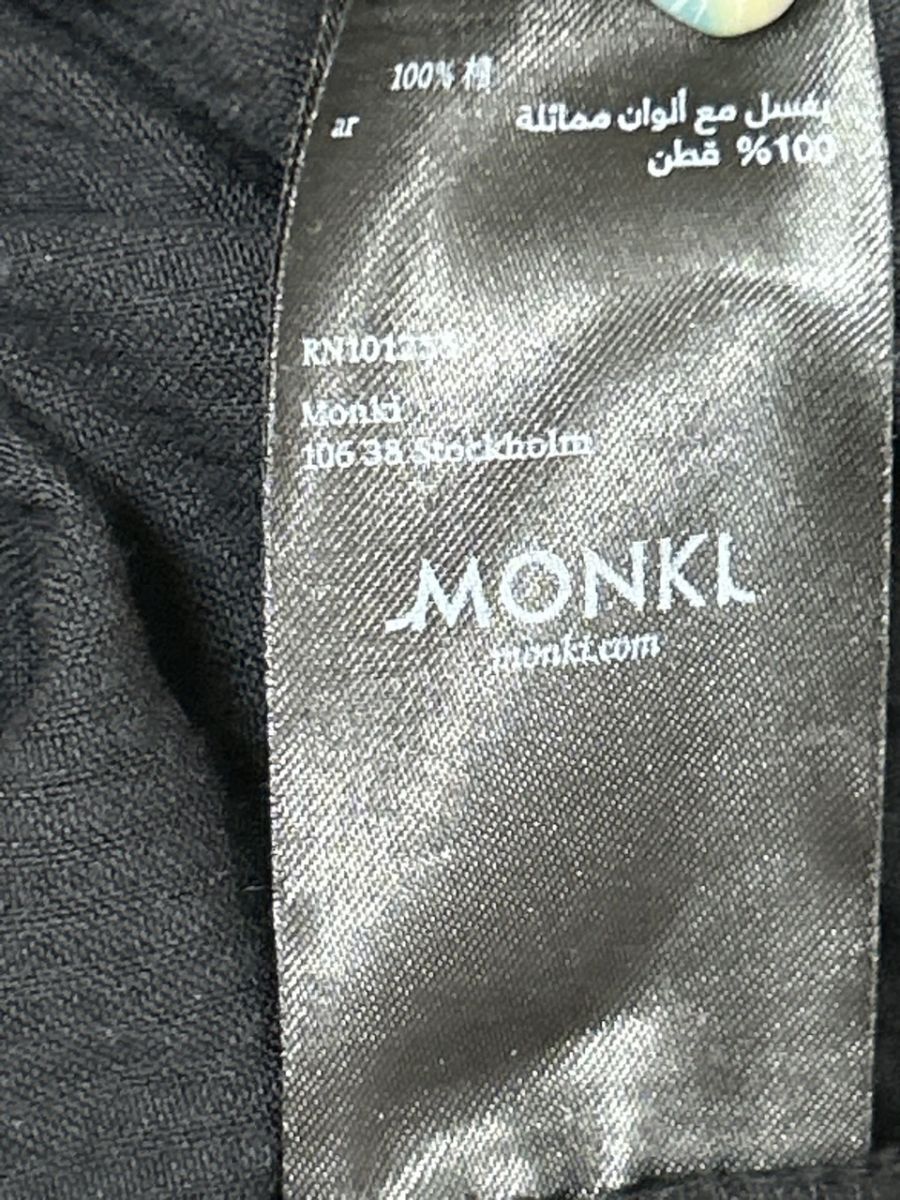 100% 棉
ar
يغسل مع ألوان مماثلة
%100 قطن
Monki
106 38 Stockholm
MONKI
monki.com